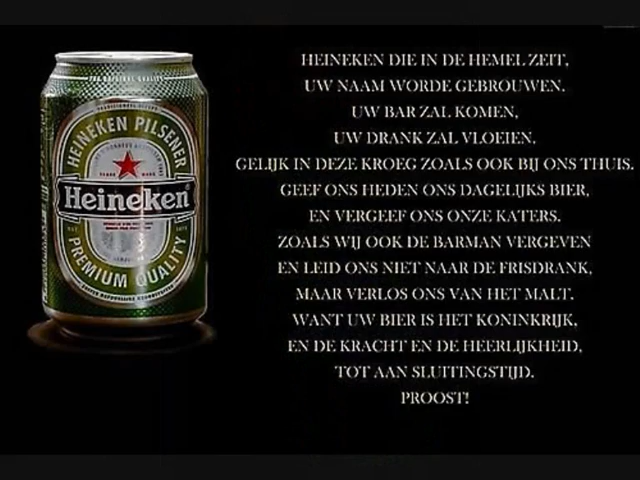 HEINEKEN DIE IN DE HEMEL ZEIT,
UW NAAM WORDE GEBROUWEN.
UW BAR ZAL KOMEN,
UW DRANK ZAL VLOEIEN.
GELIJK IN DEZE KROEG ZOALS OOK BIJ ONS THUIS.
GEEF ONS HEDEN ONS DAGELIJKS BIER,
EN VERGEEF ONS ONZE KATERS.
ZOALS WIJ OOK DE BARMAN VERGEVEN
EN LEID ONS NIET NAAR DE FRISDRANK,
MAAR VERLOS ONS VAN HET MALT.
WANT UW BIER IS HET KONINKRIJK,
EN DE KRACHT EN DE HEERLIJKHEID,
TOT AAN SLUITINGSTIJD.
PROOST!
HEINEKEN PILSENER
TRADE MARK
Heineken
PREMIUM QUALITY